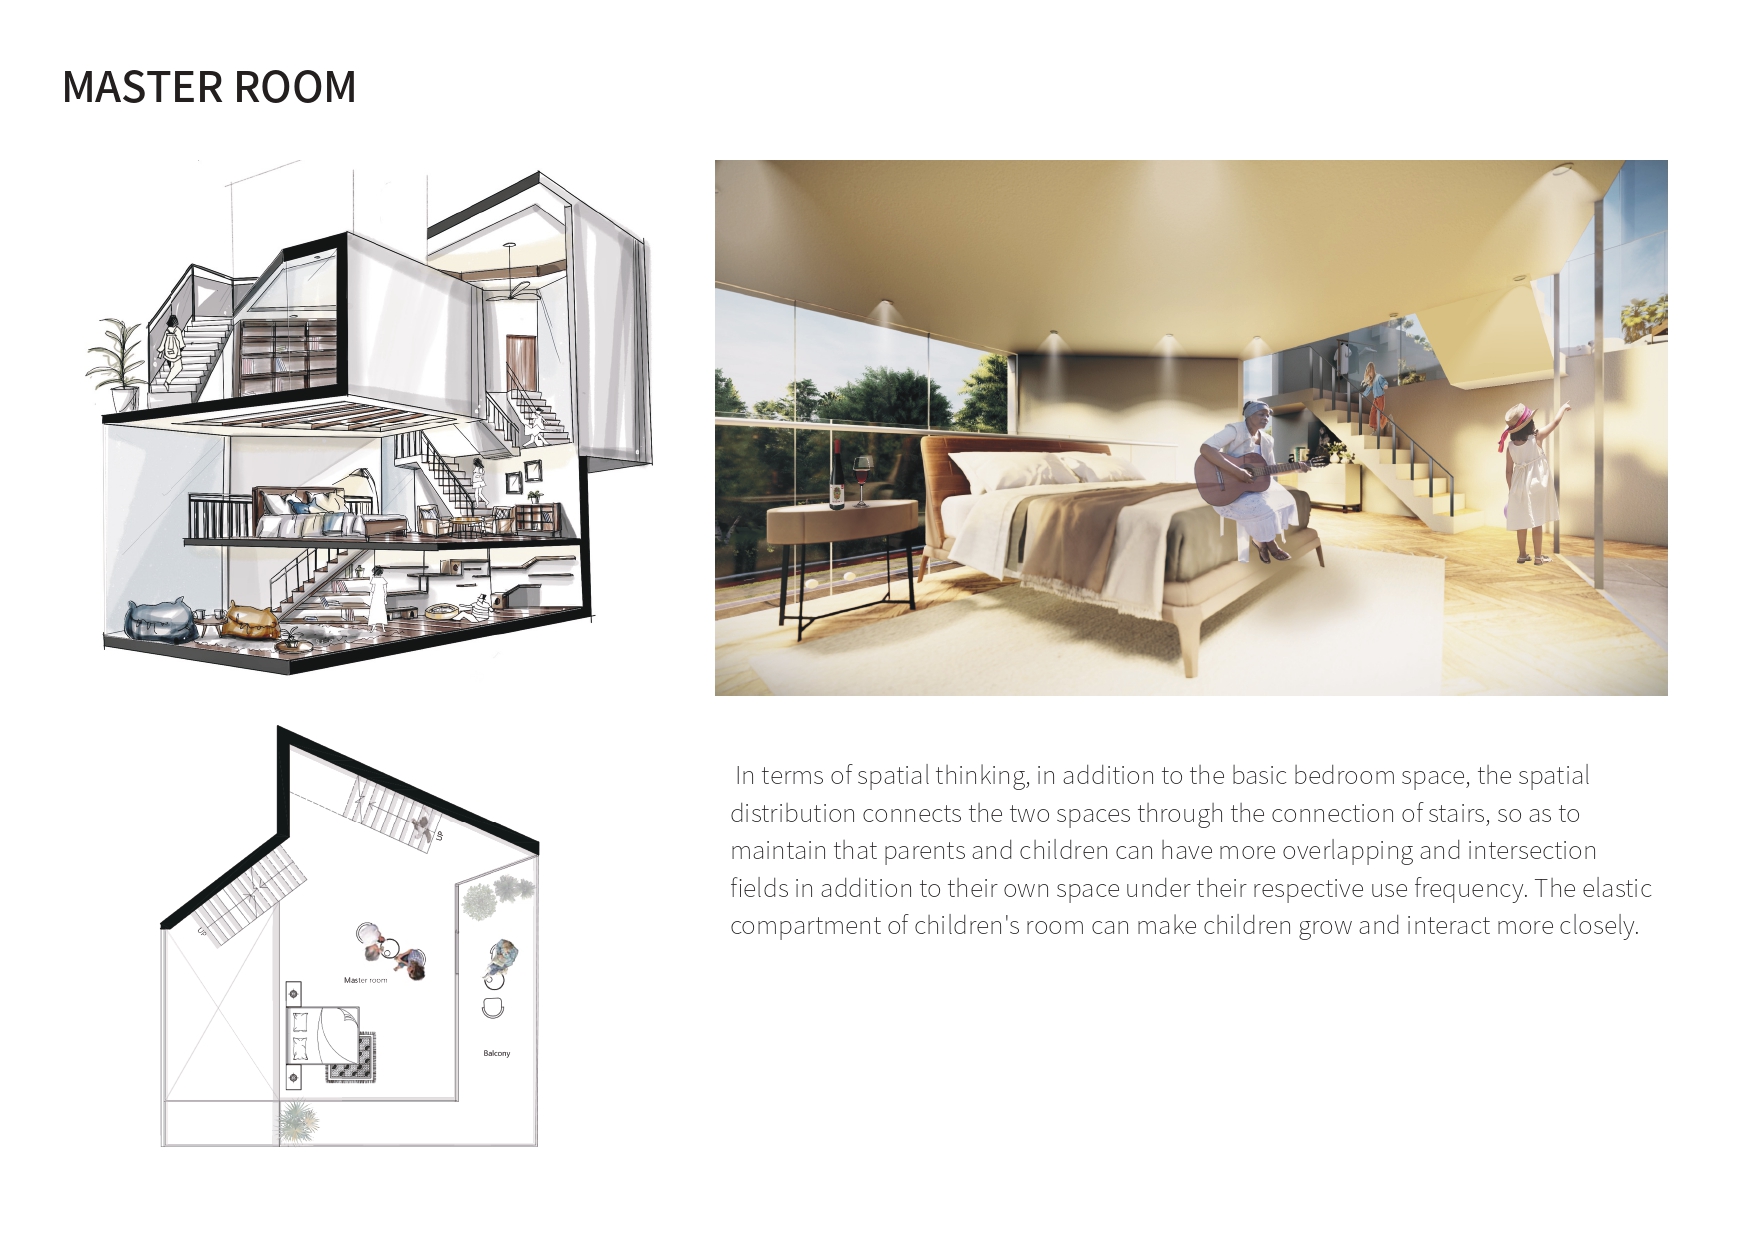 MASTER ROOM
In terms of spatial thinking, in addition to the basic bedroom space, the spatial
distribution connects the two spaces through the connection of stairs, so as to
maintain that parents and children can have more overlapping and intersection
fields in addition to their own space under their respective use frequency. The elastic
compartment of children's room can make children grow and interact more closely.
UP
UP
Master room
Balcony